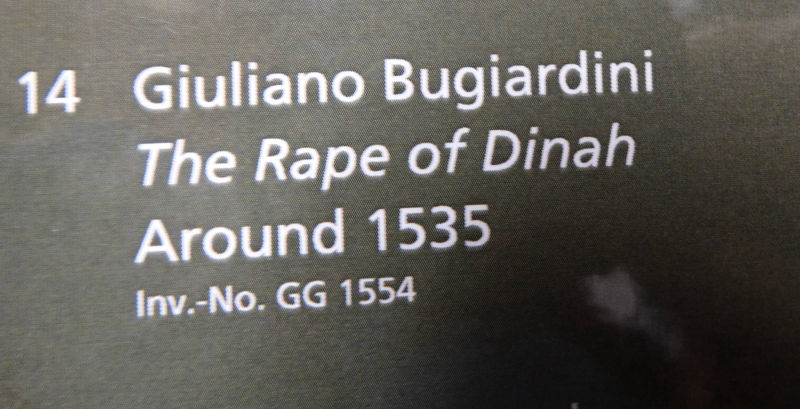 14 Giuliano Bugiardini
The Rape of Dinah
Around 1535
Inv.-No. GG 1554